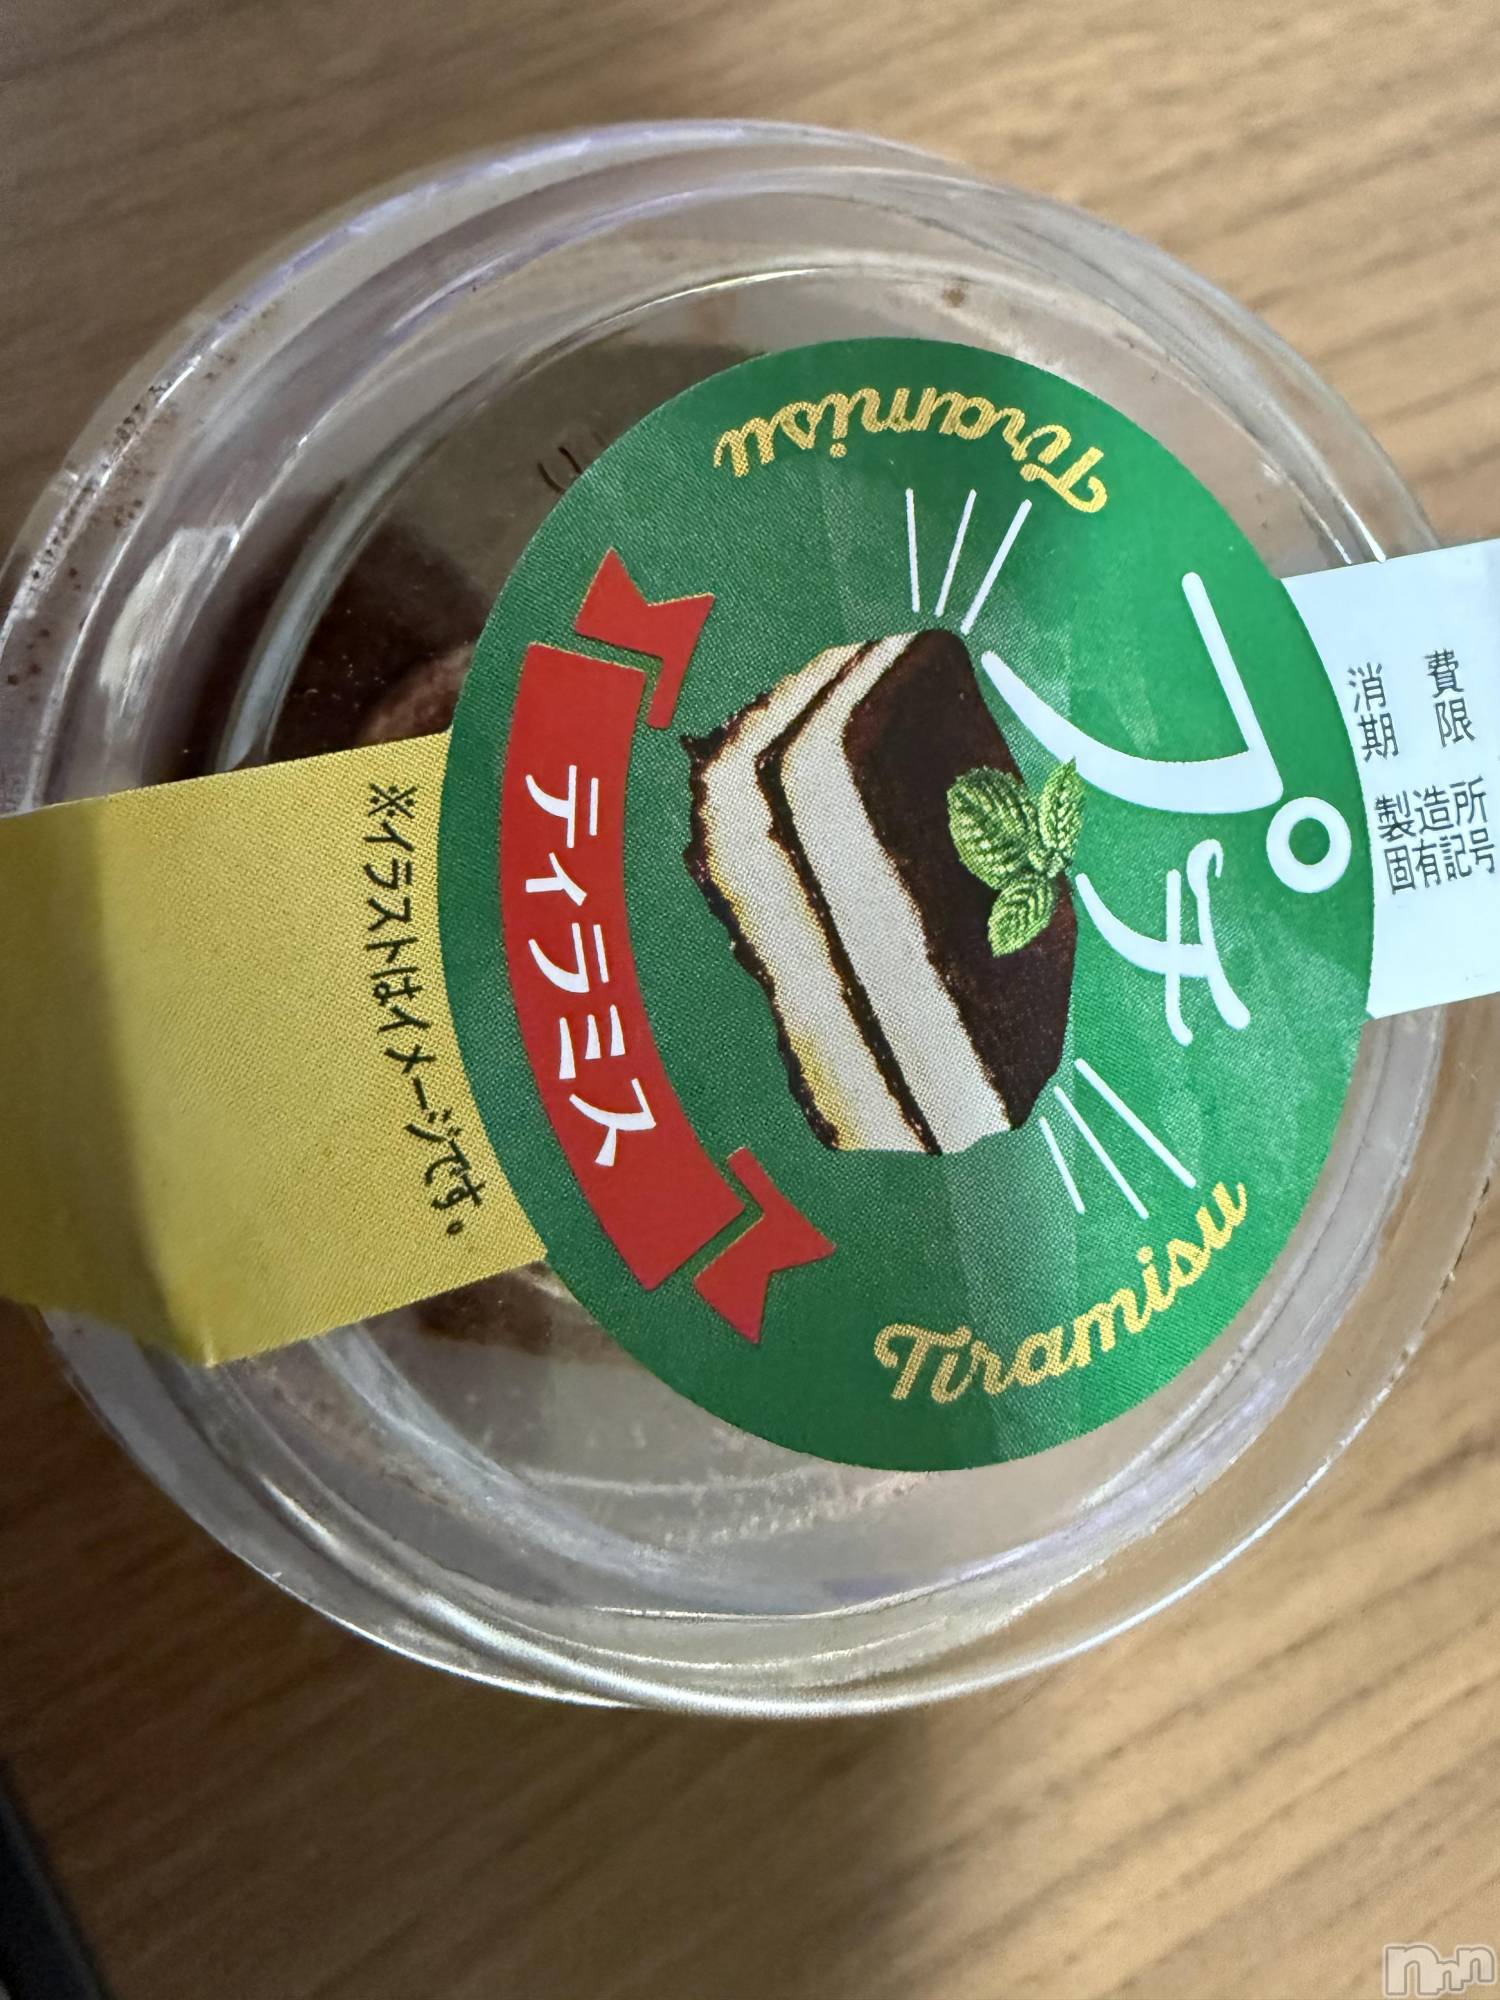 プチ
Tiramisu
Tiramisu
ティラミス
※イラストはイメージです。
消費
期限
製造所
固有記号
nnn